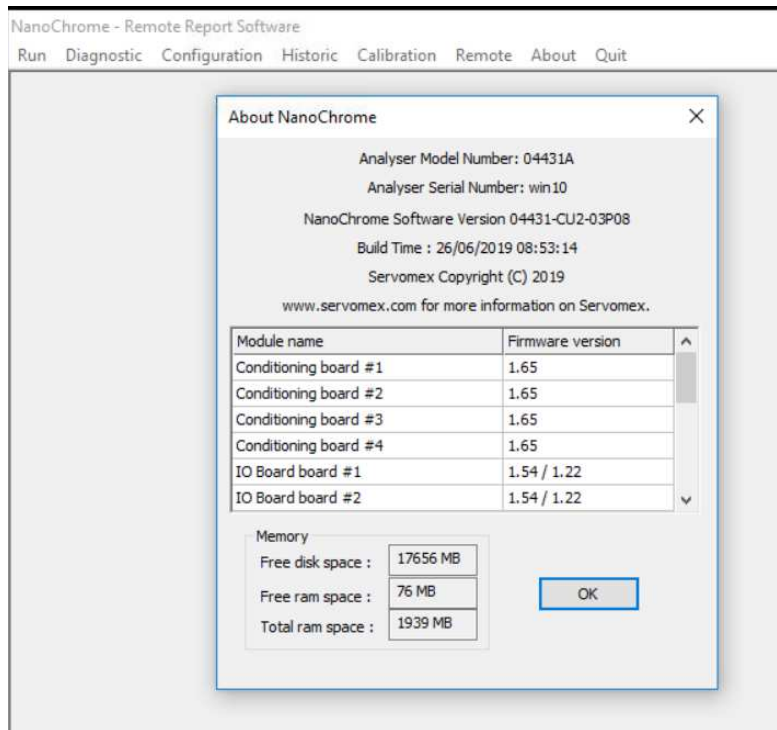 NanoChrome - Remote Report Software
Run Diagnostic Configuration Historic Calibration Remote About Quit
About NanoChrome
Analyser Model Number: 04431A
Analyser Serial Number: win10
NanoChrome Software Version 04431-CU2-03P08
Build Time : 26/06/2019 08:53:14
Servomex Copyright (C) 2019
www.servomex.com for more information on Servomex.
Module name Firmware version
Conditioning board #1 1.65
Conditioning board #2 1.65
Conditioning board #3 1.65
Conditioning board #4 1.65
IO Board board #1 1.54 / 1.22
IO Board board #2 1.54 / 1.22
Memory
Free disk space : 17656 MB
Free ram space : 76 MB
OK
Total ram space : 1939 MB